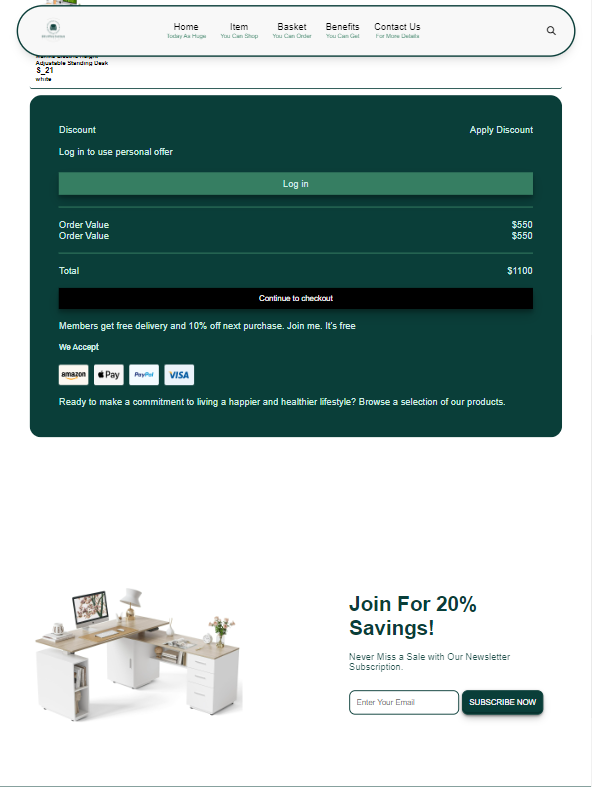 Home
Today As Huge
Item
You Can Shop
Basket
You Can Order
Benefits
You Can Get
Contact Us
For More Details
Adjustable Standing Desk
$_21
white
Discount
Apply Discount
Log in to use personal offer
Log in
Order Value
$550
Order Value
$550
Total
$1100
Continue to checkout
Members get free delivery and 10% off next purchase. Join me. It's free
We Accept
amazon
Pay
PayPal
VISA
Ready to make a commitment to living a happier and healthier lifestyle? Browse a selection of our products.
Join For 20%
Savings!
Never Miss a Sale with Our Newsletter
Subscription.
Enter Your Email
SUBSCRIBE NOW